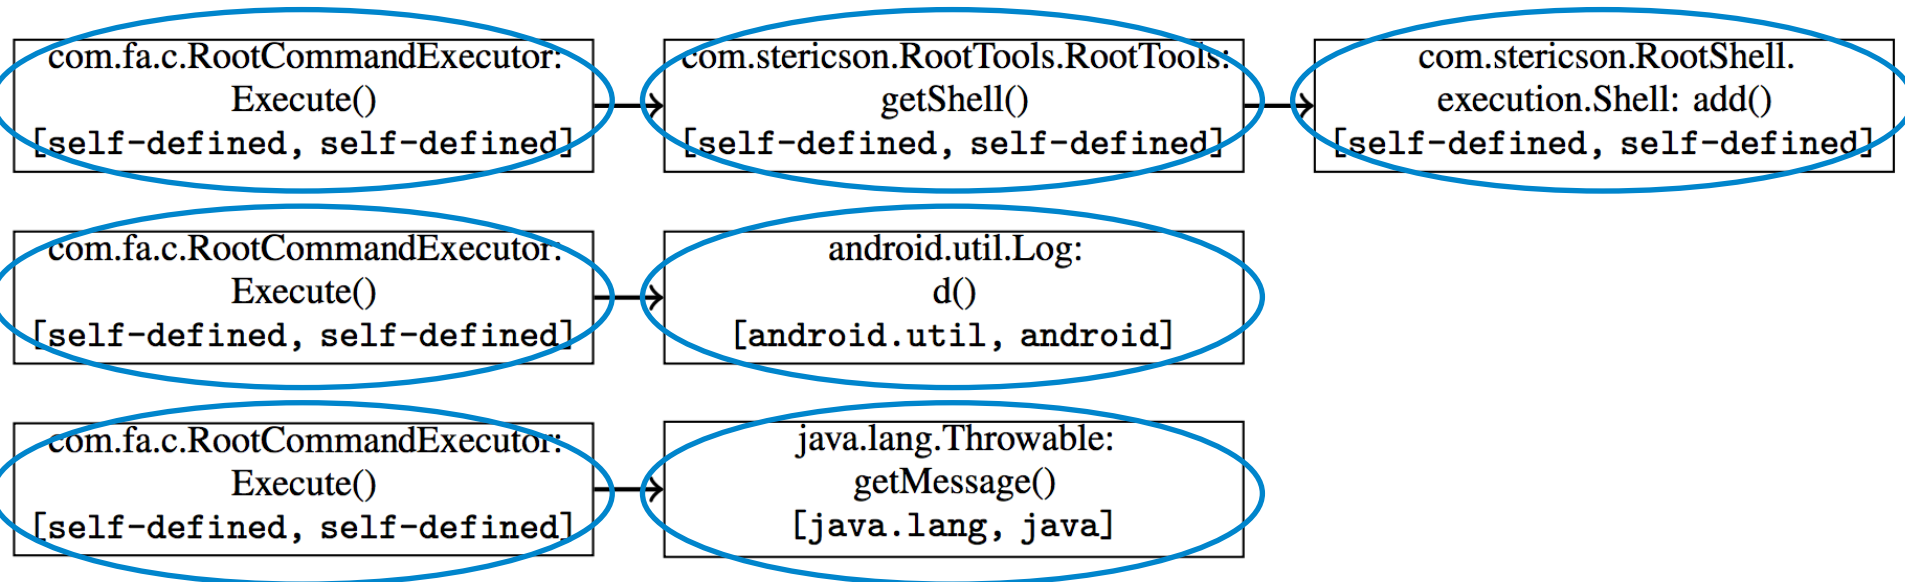 com.fa.c.RootCommandExecutor:
Execute()
[self-defined, self-defined]
com.stericson.RootTools.RootTools:
getShell()
[self-defined, self-defined]
com.stericson.RootShell.
execution.Shell: add()
[self-defined, self-defined]
com.fa.c.RootCommandExecutor:
Execute()
[self-defined, self-defined]
android.util.Log:
d()
[android.util, android]
com.fa.c.RootCommandExecutor:
Execute()
[self-defined, self-defined]
java.lang.Throwable:
getMessage()
[java.lang, java]